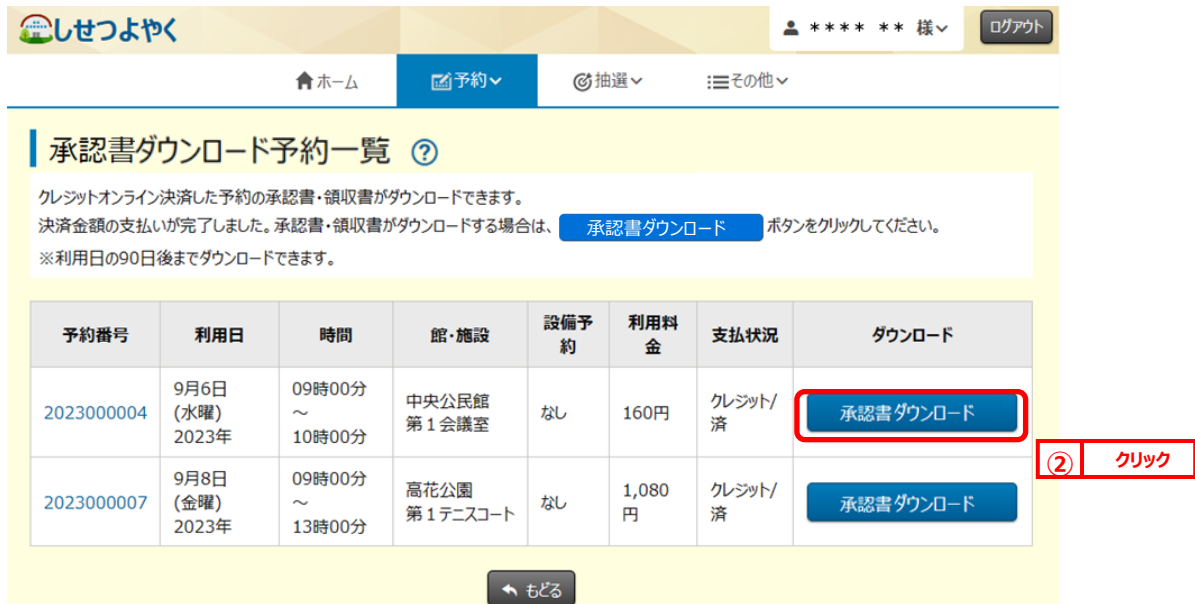 しせつよやく
**** ** 様
ログアウト
ホーム
予約
抽選
その他
承認書ダウンロード予約一覧 ?
クレジットオンライン決済した予約の承認書・領収書がダウンロードできます。
決済金額の支払いが完了しました。承認書・領収書がダウンロードする場合は、 承認書ダウンロード ボタンをクリックしてください。
※利用日の90日後までダウンロードできます。
予約番号 利用日 時間 館・施設 設備予約 利用料金 支払状況 ダウンロード
2023000004
9月6日
(水曜)
2023年
09時00分
～
10時00分
中央公民館
第1会議室
なし
160円
クレジット/
済
承認書ダウンロード
② クリック
2023000007
9月8日
(金曜)
2023年
09時00分
～
13時00分
高花公園
第1テニスコート
なし
1,080
円
クレジット/
済
承認書ダウンロード
もどる